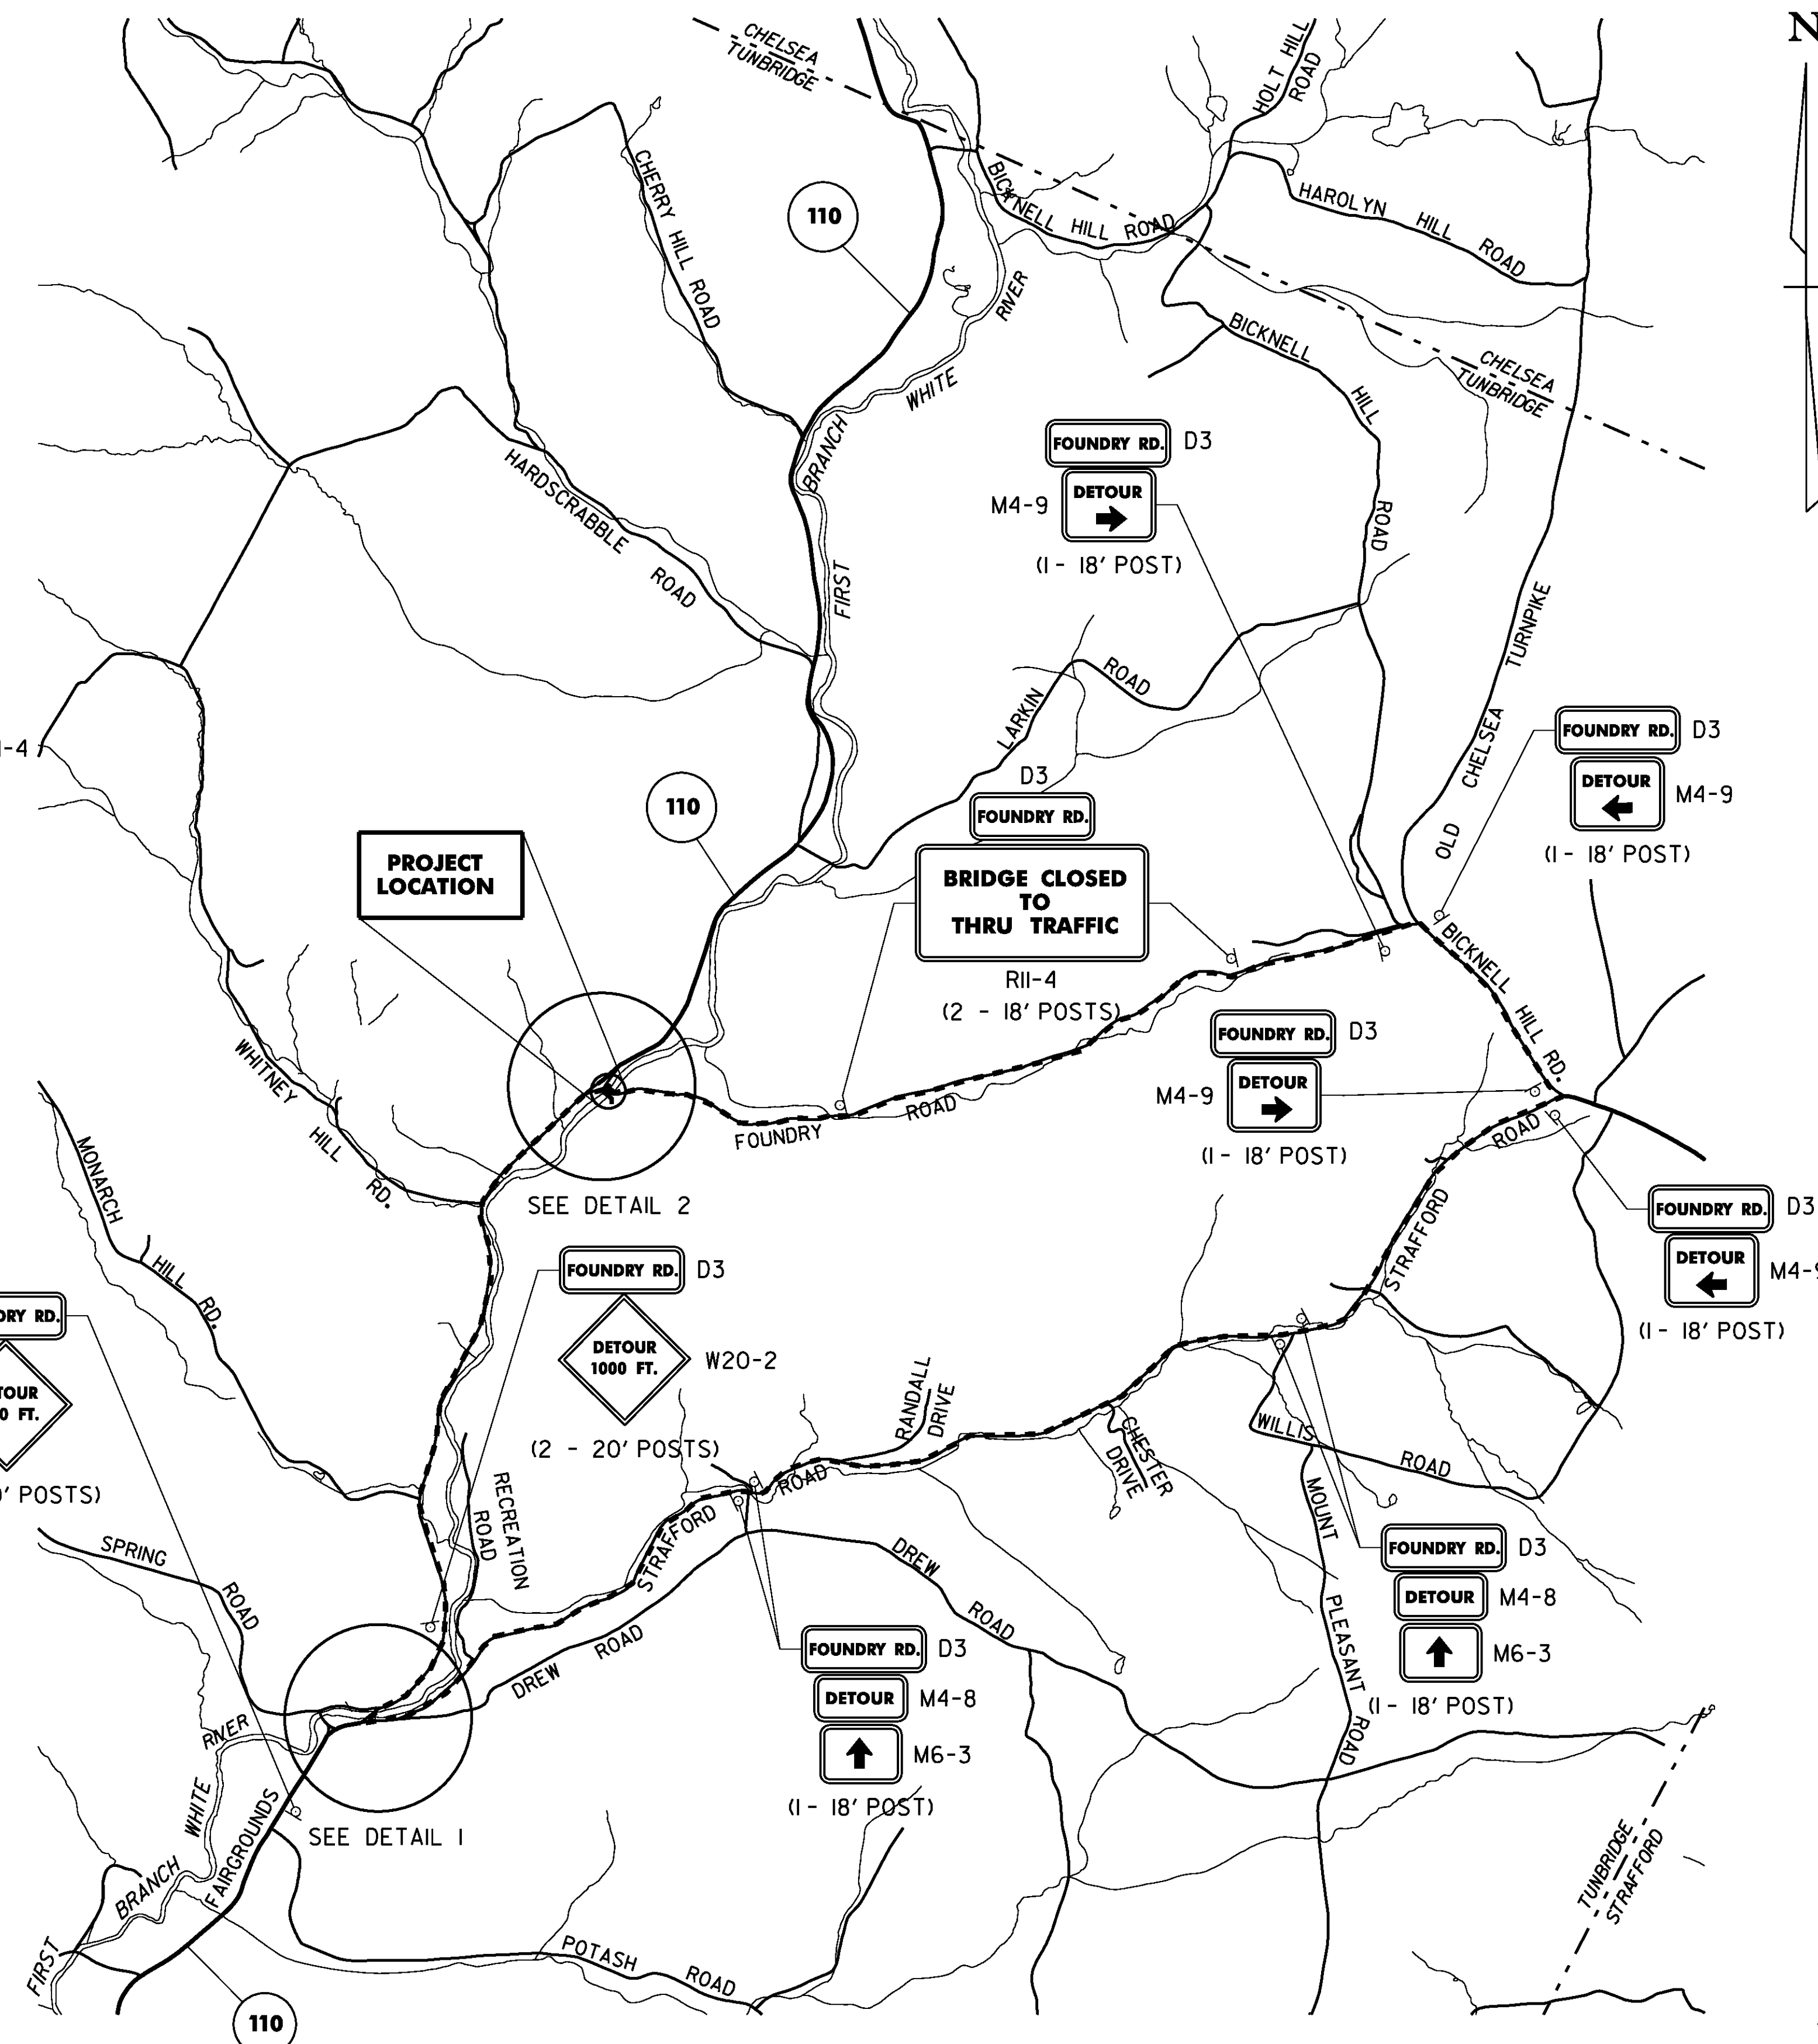 N
CHELSEA
TUNBRIDGE
HOLT HILL
ROAD
CHERRY HILL ROAD
110
BICKNELL HILL ROAD
HAROLYN HILL ROAD
RIVER
WHITE
BRANCH
FIRST
BICKNELL
HILL
ROAD
CHELSEA
TUNBRIDGE
FOUNDRY RD. D3
M4-9
DETOUR
(1 - 18' POST)
HARDSCRABBLE
ROAD
OLD CHELSEA TURNPIKE
LARKIN ROAD
FOUNDRY RD. D3
DETOUR
M4-9
(1 - 18' POST)
-4
110
D3
FOUNDRY RD.
BRIDGE CLOSED
TO
THRU TRAFFIC
R11-4
(2 - 18' POSTS)
PROJECT
LOCATION
BICKNELL
HILL RD.
FOUNDRY RD. D3
M4-9
DETOUR
(1 - 18' POST)
WHITNEY
HILL
RD.
FOUNDRY ROAD
SEE DETAIL 2
STRAFFORD ROAD
FOUNDRY RD. D3
DETOUR
M4-9
(1 - 18' POST)
MONARCH
HILL
RD.
DRY RD.
TOUR
0 FT.
0' POSTS)
FOUNDRY RD. D3
DETOUR
1000 FT.
W20-2
(2 - 20' POSTS)
RANDALL
DRIVE
CHESTER
DRIVE
WILLIS ROAD
MOUNT
PLEASANT
ROAD
FOUNDRY RD. D3
DETOUR M4-8
M6-3
(1 - 18' POST)
RECREATION
ROAD
STRAFFORD ROAD
SPRING
ROAD
DREW ROAD
DREW ROAD
FOUNDRY RD. D3
DETOUR M4-8
M6-3
(1 - 18' POST)
RIVER
WHITE
BRANCH
FIRST
FAIRGROUNDS
SEE DETAIL 1
POTASH ROAD
TUNBRIDGE
STRAFFORD
110